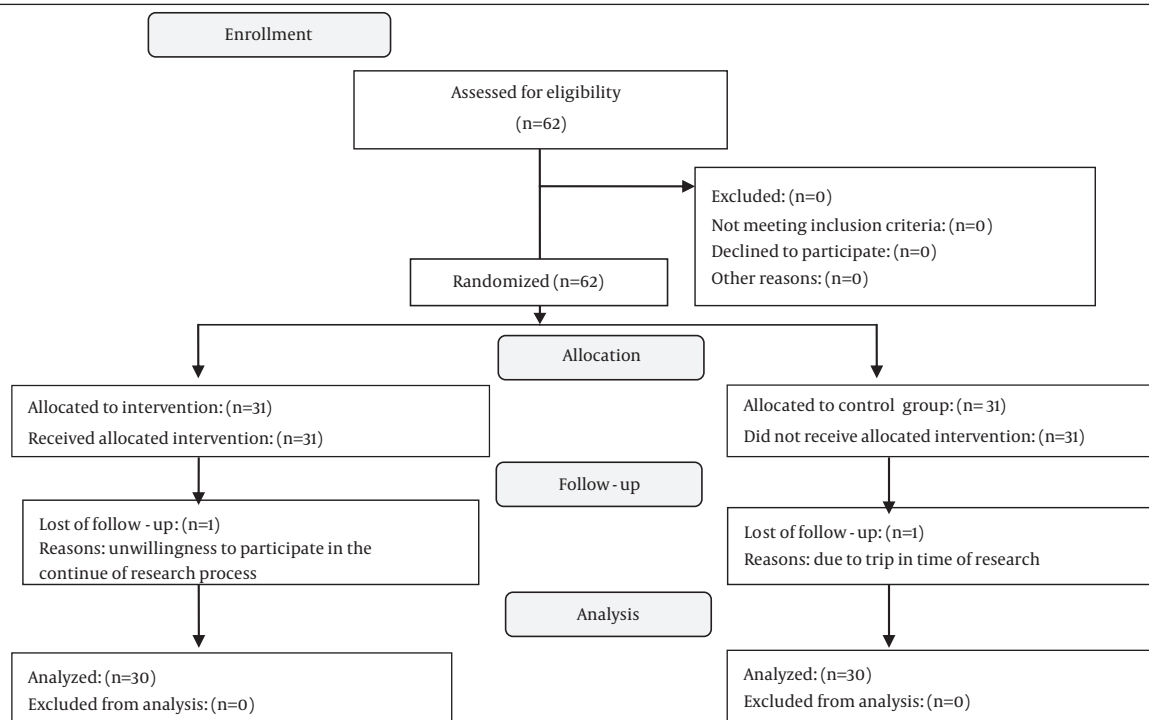 Enrollment
Assessed for eligibility
(n=62)
Excluded: (n=0)
Not meeting inclusion criteria: (n=0)
Declined to participate: (n=0)
Other reasons: (n=0)
Randomized (n=62)
Allocation
Allocated to intervention: (n=31)
Received allocated intervention: (n=31)
Allocated to control group: (n=31)
Did not receive allocated intervention: (n=31)
Follow-up
Lost of follow-up: (n=1)
Reasons: unwillingness to participate in the
continue of research process
Lost of follow-up: (n=1)
Reasons: due to trip in time of research
Analysis
Analyzed: (n=30)
Excluded from analysis: (n=0)
Analyzed: (n=30)
Excluded from analysis: (n=0)